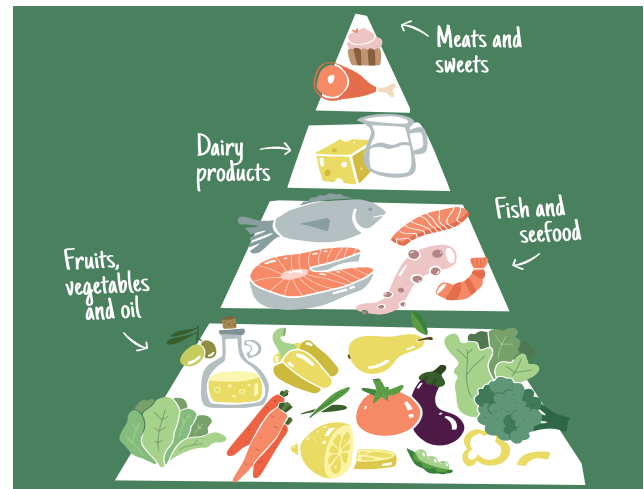 Meats and
sweets
Dairy
products
Fish and
seefood
Fruits,
vegetables
and oil